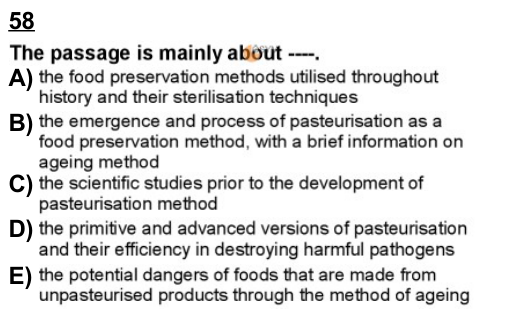 58
The passage is mainly about ----.
A) the food preservation methods utilised throughout
history and their sterilisation techniques
B) the emergence and process of pasteurisation as a
food preservation method, with a brief information on
ageing method
C) the scientific studies prior to the development of
pasteurisation method
D) the primitive and advanced versions of pasteurisation
and their efficiency in destroying harmful pathogens
E) the potential dangers of foods that are made from
unpasteurised products through the method of ageing